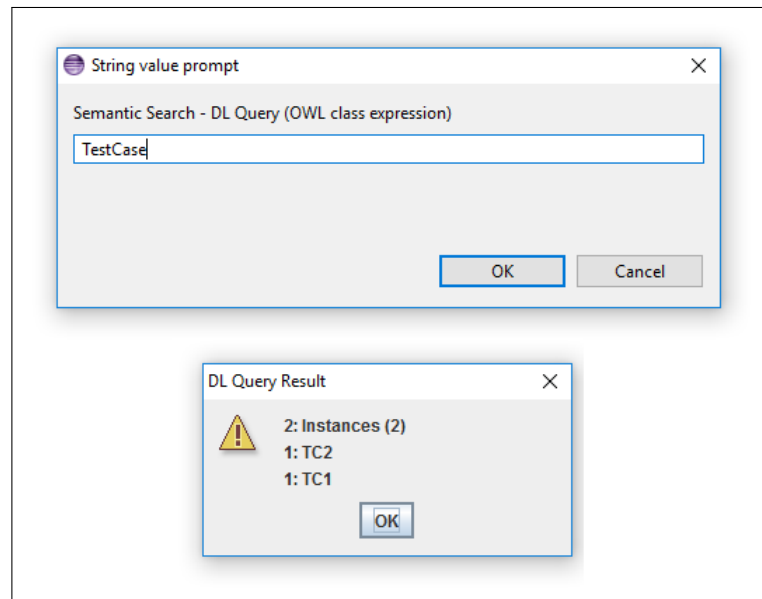 String value prompt
Semantic Search - DL Query (OWL class expression)
TestCase
OK
Cancel
DL Query Result
2: Instances (2)
1: TC2
1: TC1
OK